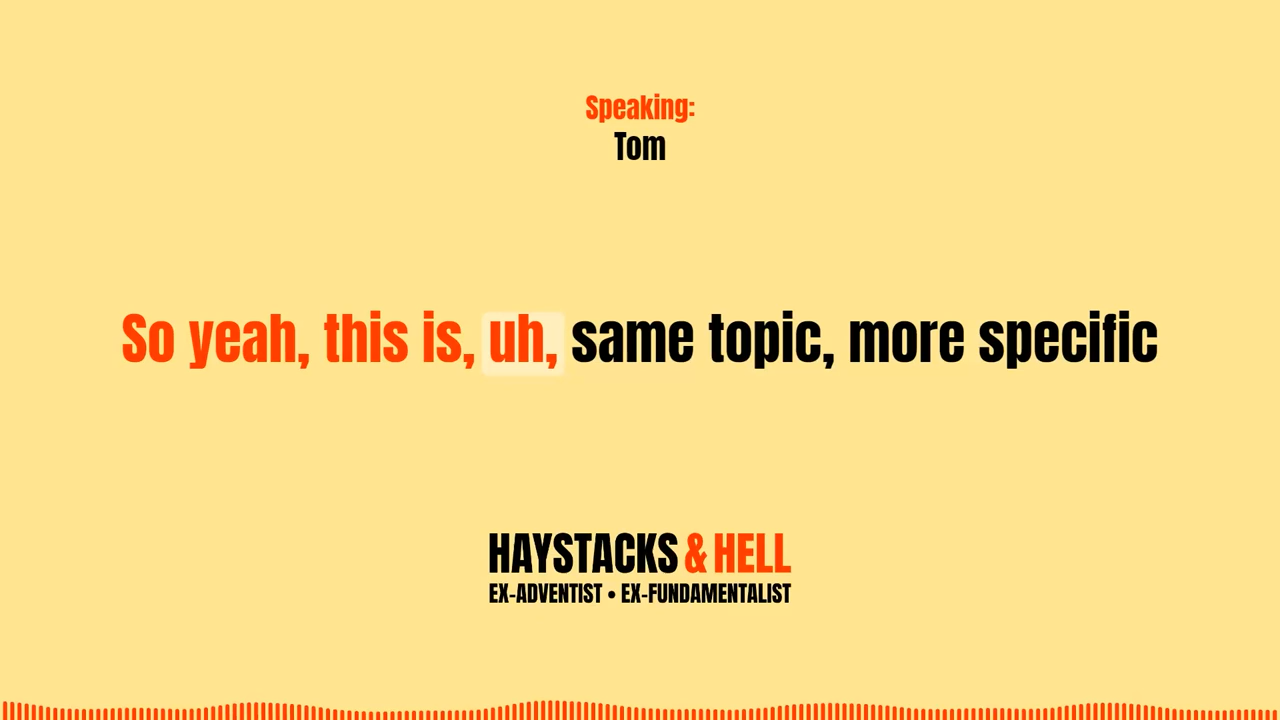 Speaking:
Tom
So yeah, this is, uh, same topic, more specific
HAYSTACKS & HELL
EX-ADVENTIST • EX-FUNDAMENTALIST